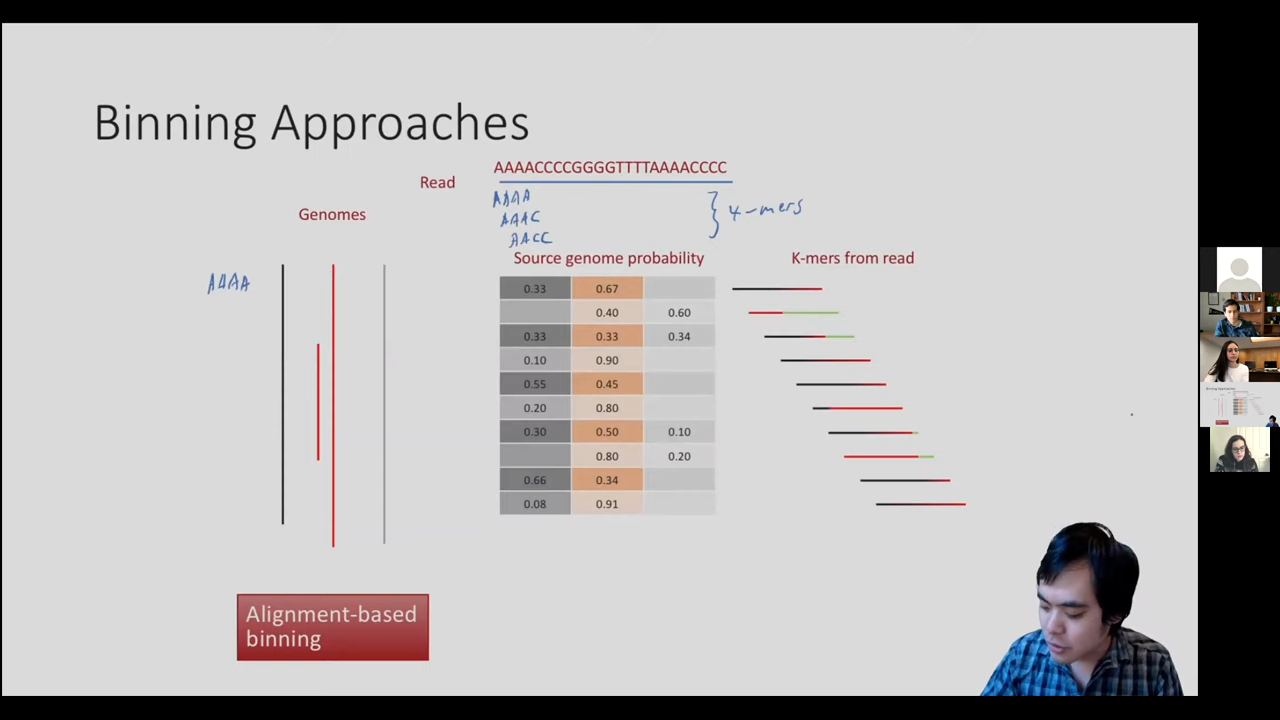 Binning Approaches
Read
AAAACCCCGGGGTTTTAAAACCCC
AAAA
AAAC
AACC
4-mers
Genomes
AAAA
Source genome probability
K-mers from read
0.33 0.67
0.40 0.60
0.33 0.33 0.34
0.10 0.90
0.55 0.45
0.20 0.80
0.30 0.50 0.10
0.80 0.20
0.66 0.34
0.08 0.91
Alignment-based
binning